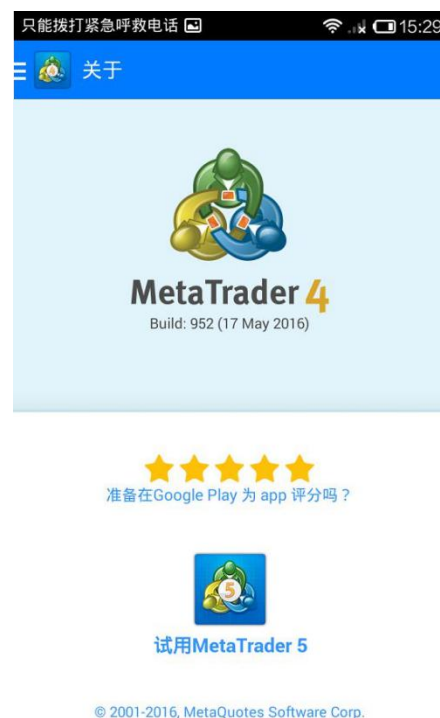 只能拨打紧急呼救电话 15:29
关于
MetaTrader 4
Build: 952 (17 May 2016)
准备在Google Play 为 app 评分吗？
5
试用MetaTrader 5
© 2001-2016, MetaQuotes Software Corp.